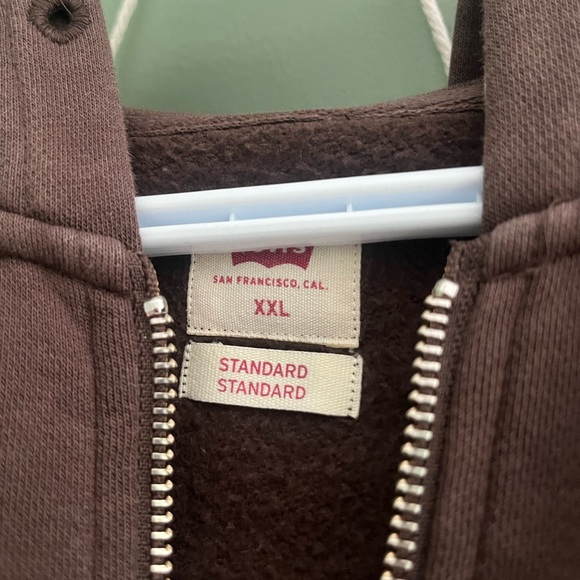 SAN FRANCISCO, CAL.
XXL
STANDARD
STANDARD